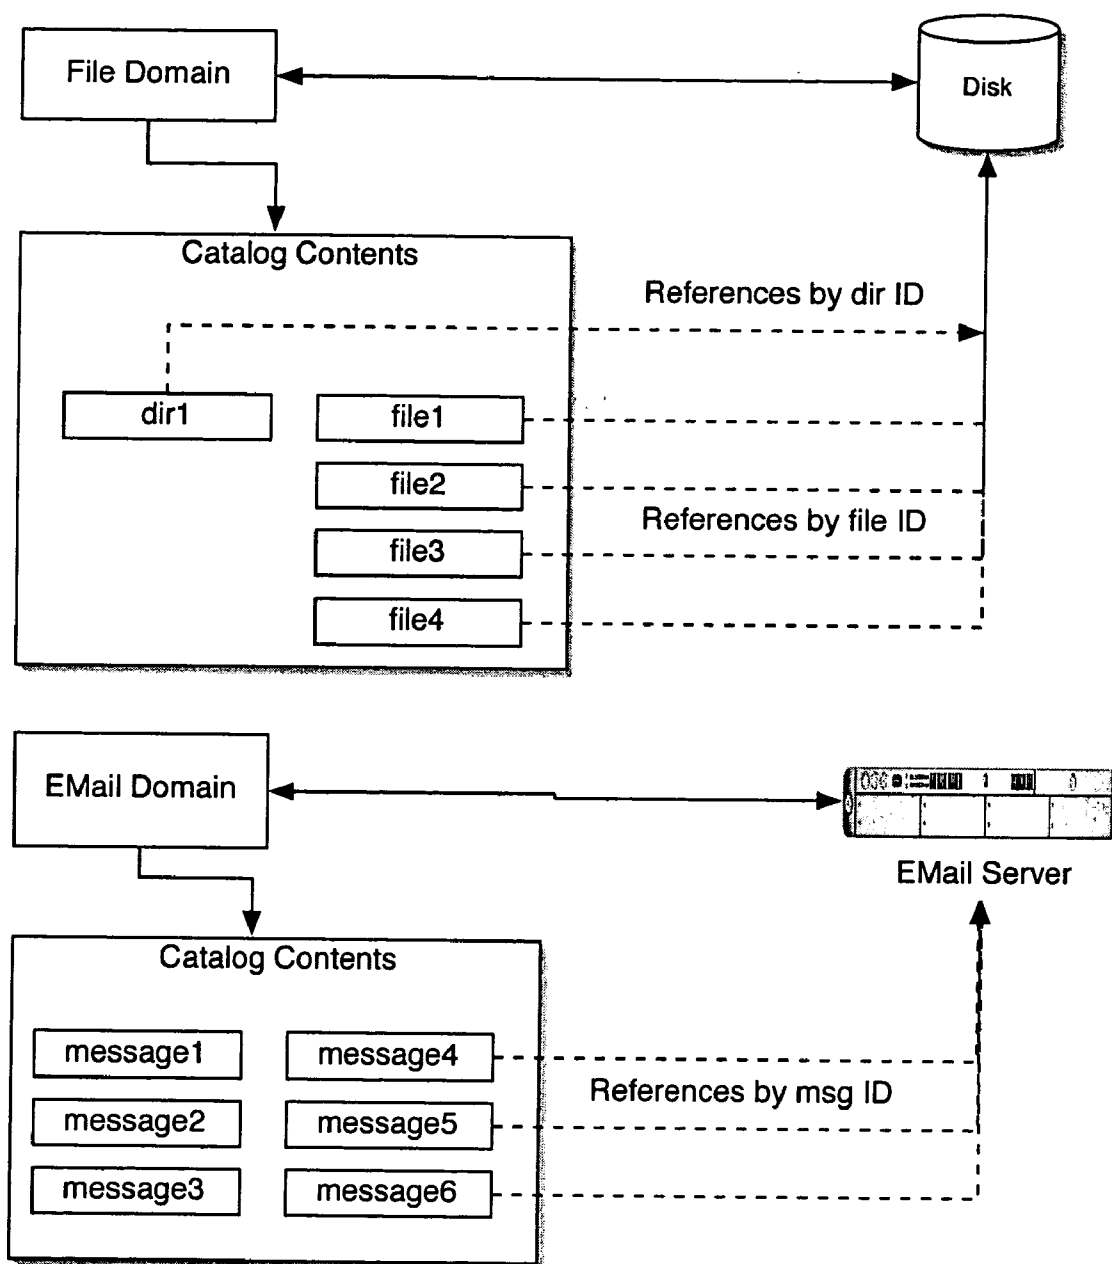 File Domain
Disk
Catalog Contents
References by dir ID
dir1
file1
file2
References by file ID
file3
file4
EMail Domain
EMail Server
Catalog Contents
message1
message4
References by msg ID
message2
message5
message3
message6